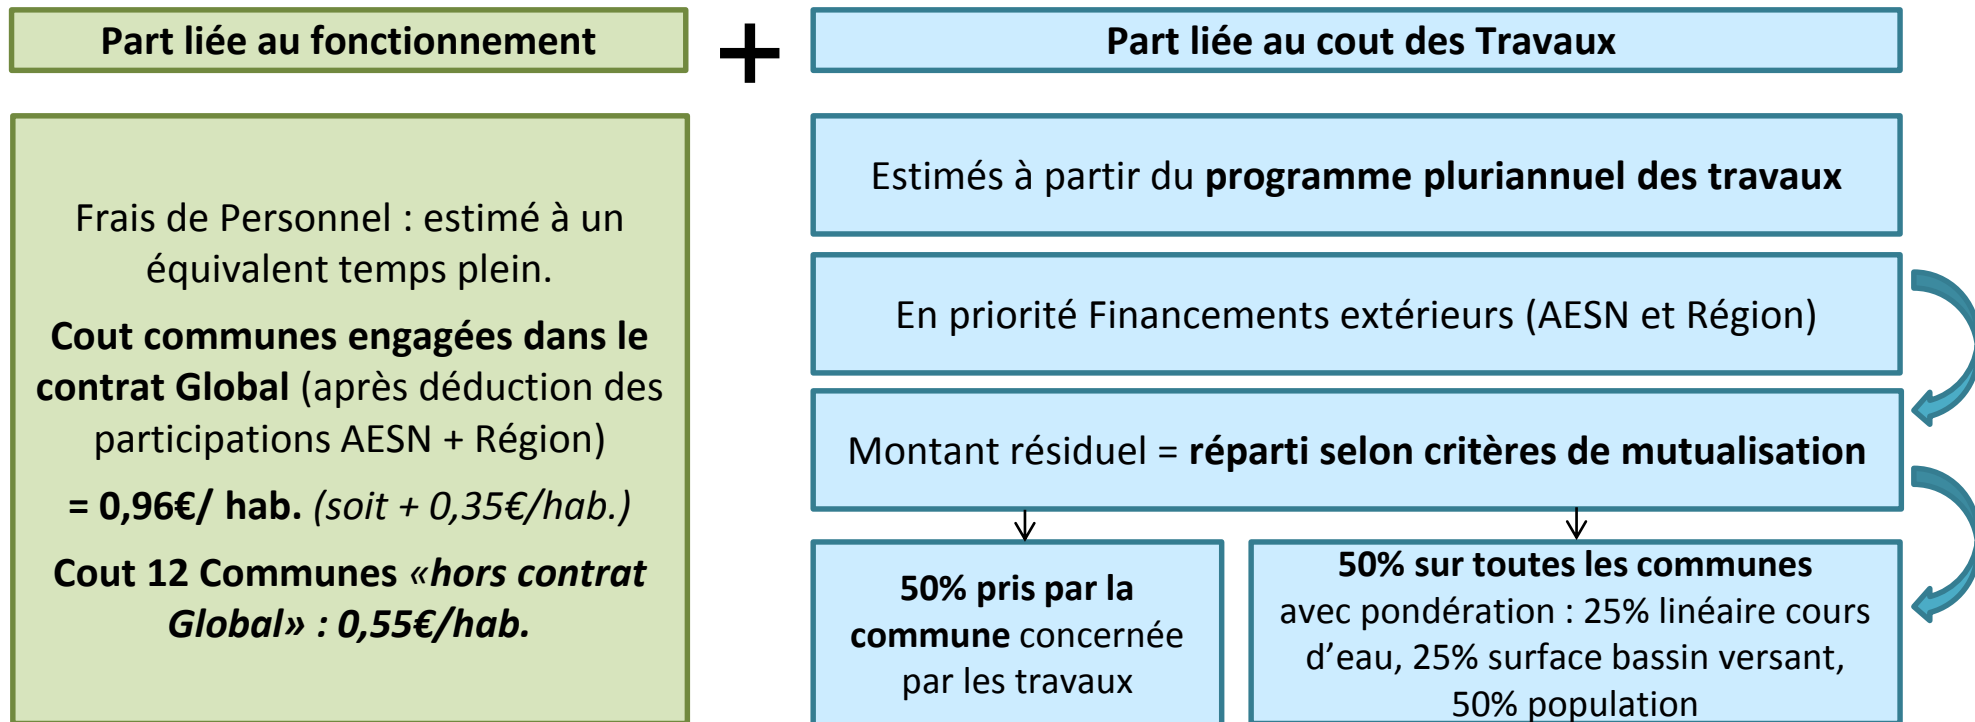 Part liée au fonctionnement
+
Part liée au cout des Travaux
Frais de Personnel : estimé à un
équivalent temps plein.
Cout communes engagées dans le
contrat Global (après déduction des
participations AESN + Région)
= 0,96€/ hab. (soit + 0,35€/hab.)
Cout 12 Communes «hors contrat
Global» : 0,55€/hab.
Estimés à partir du programme pluriannuel des travaux
En priorité Financements extérieurs (AESN et Région)
Montant résiduel = réparti selon critères de mutualisation
50% pris par la
commune concernée
par les travaux
50% sur toutes les communes
avec pondération : 25% linéaire cours
d’eau, 25% surface bassin versant,
50% population